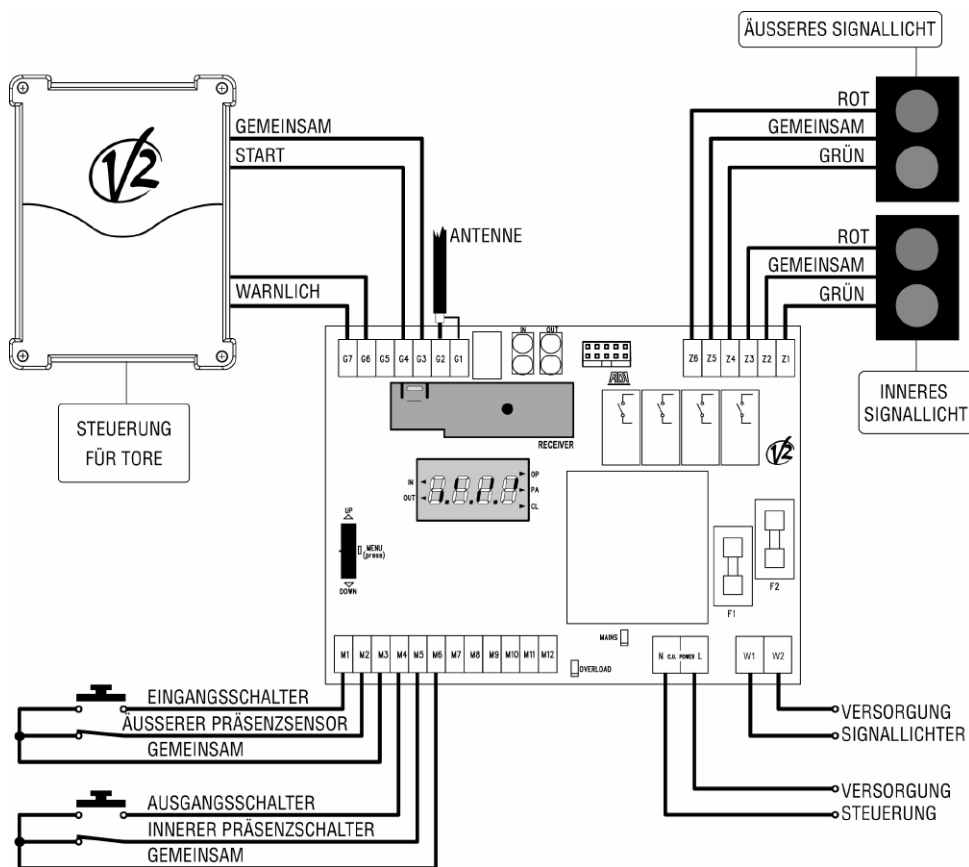 ÄUSSERES SIGNALLICHT
ROT
GEMEINSAM
GRÜN
GEMEINSAM
START
WARNLICH
V2
ANTENNE
ROT
GEMEINSAM
GRÜN
STEUERUNG
FÜR TORE
INNERES
SIGNALLICHT
G7 G6 G5 G4 G3 G2 G1
IN OUT
Z6 Z5 Z4 Z3 Z2 Z1
RECEIVER
V2
IN
OUT
OP
PA
CL
UP
MENU
(press)
DOWN
F1
F2
MAINS
OVERLOAD
M1 M2 M3 M4 M5 M6 M7 M8 M9 M10 M11 M12
N C.U. POWER L
W1 W2
EINGANGSSCHALTER
ÄUSSERER PRÄSENZSENSOR
GEMEINSAM
AUSGANGSSCHALTER
INNERER PRÄSENZSCHALTER
GEMEINSAM
VERSORGUNG
SIGNALLICHTER
VERSORGUNG
STEUERUNG